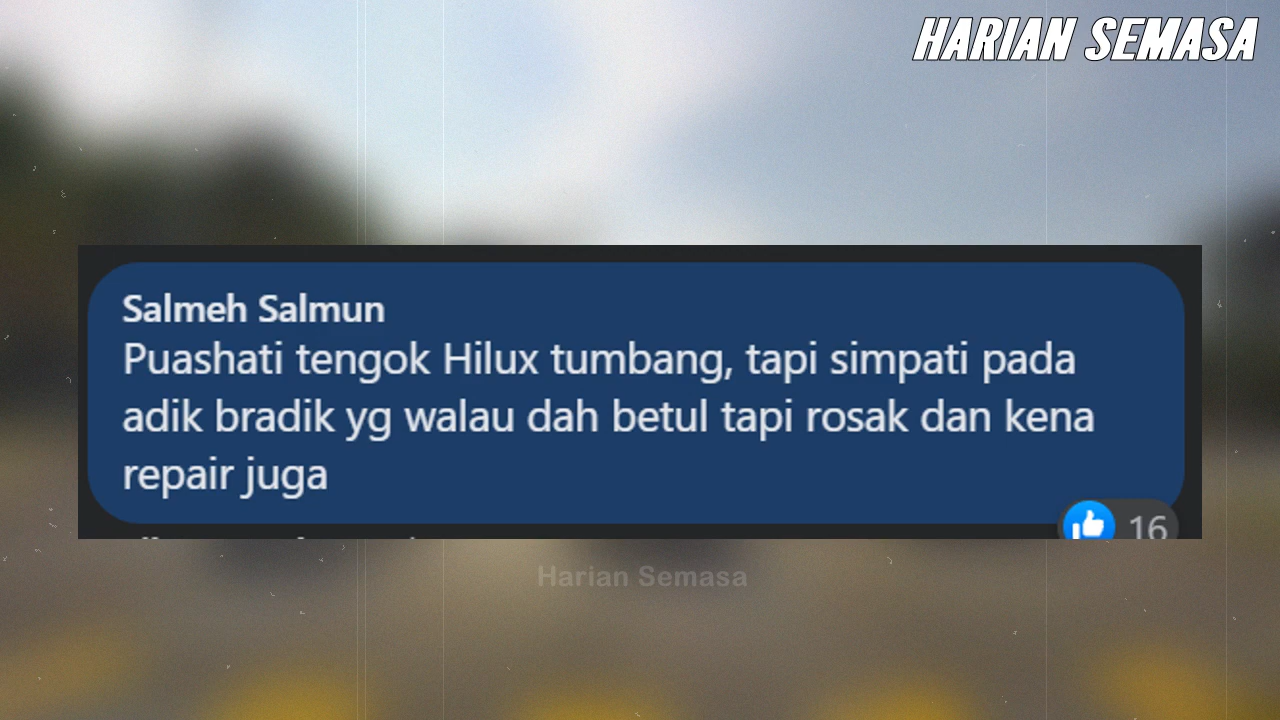 HARIAN SEMASA
Salmeh Salmun
Puashati tengok Hilux tumbang, tapi simpati pada
adik bradik yg walau dah betul tapi rosak dan kena
repair juga
16
Harian Semasa